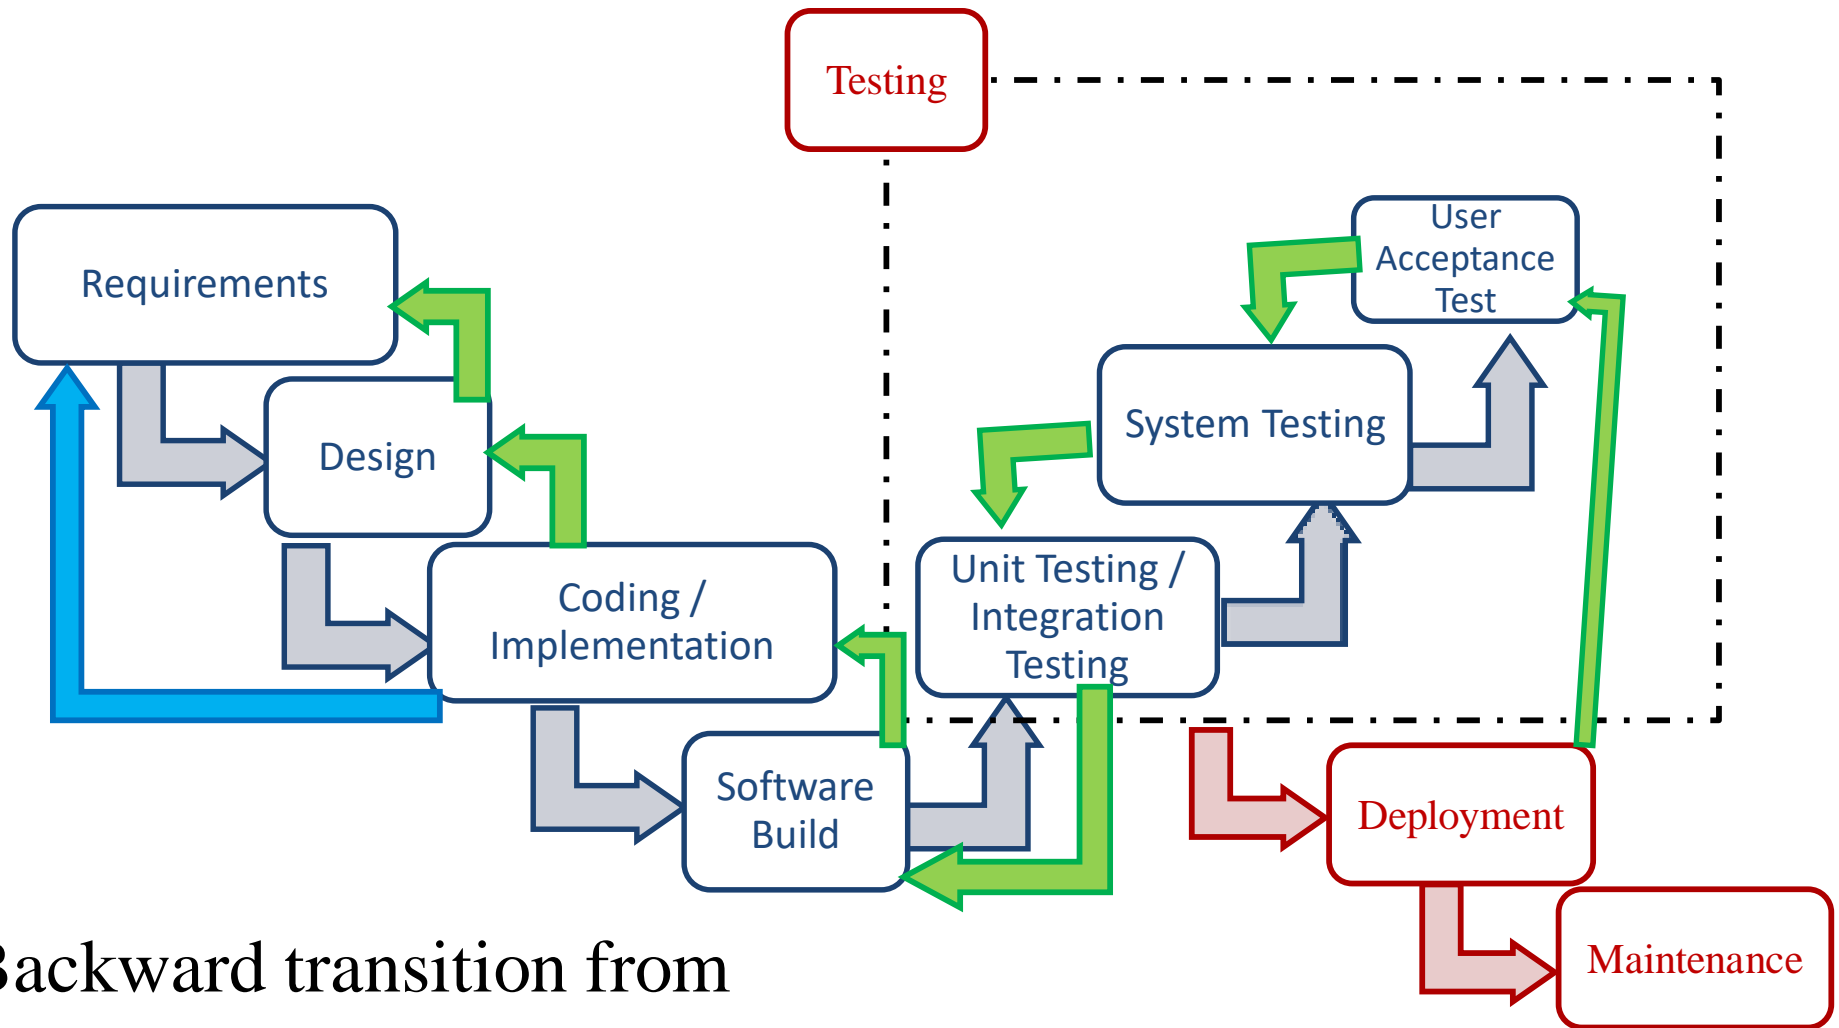 Testing
Requirements
Design
Coding /
Implementation
Software
Build
Unit Testing /
Integration
Testing
System Testing
User
Acceptance
Test
Deployment
Maintenance
Backward transition from